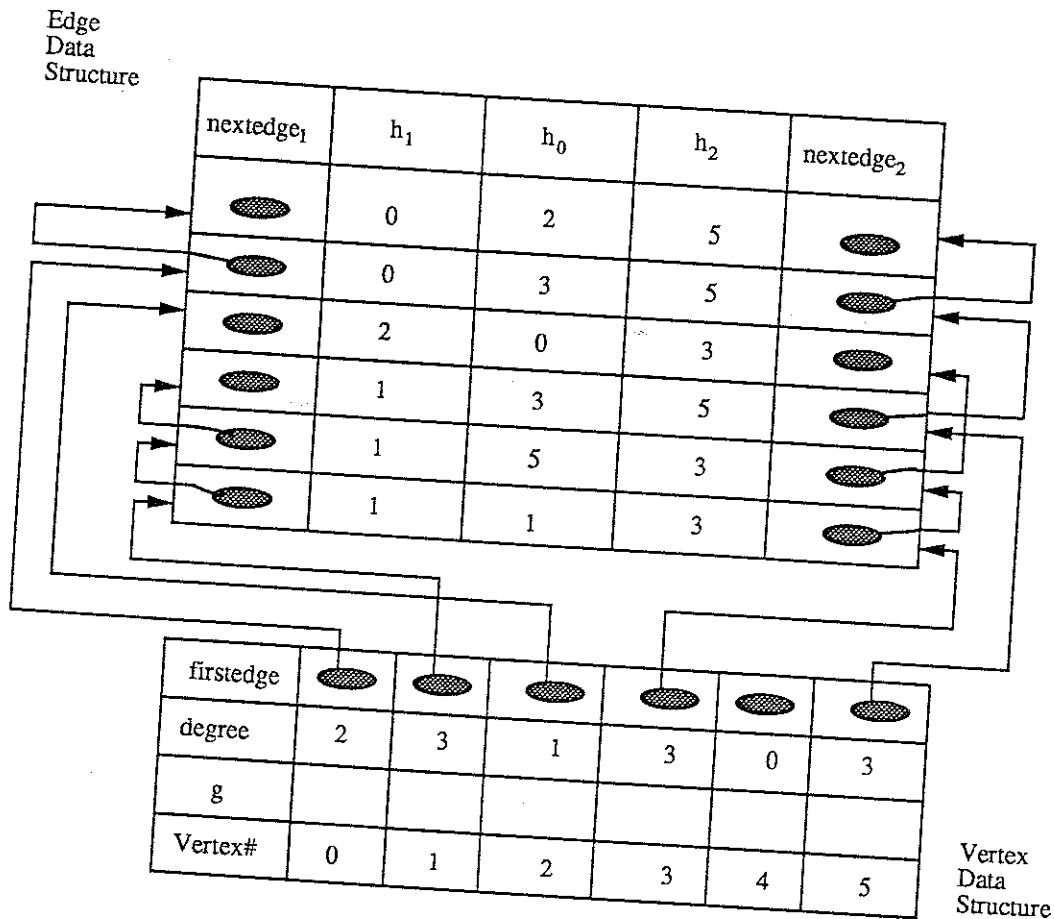 Edge
Data
Structure
nextedge₁ h₁ h₀ h₂ nextedge₂
0 2 5
0 3 5
2 0 3
1 3 5
1 5 3
1 1 3
firstedge
degree 2 3 1 3 0 3
g
Vertex# 0 1 2 3 4 5
Vertex
Data
Structure